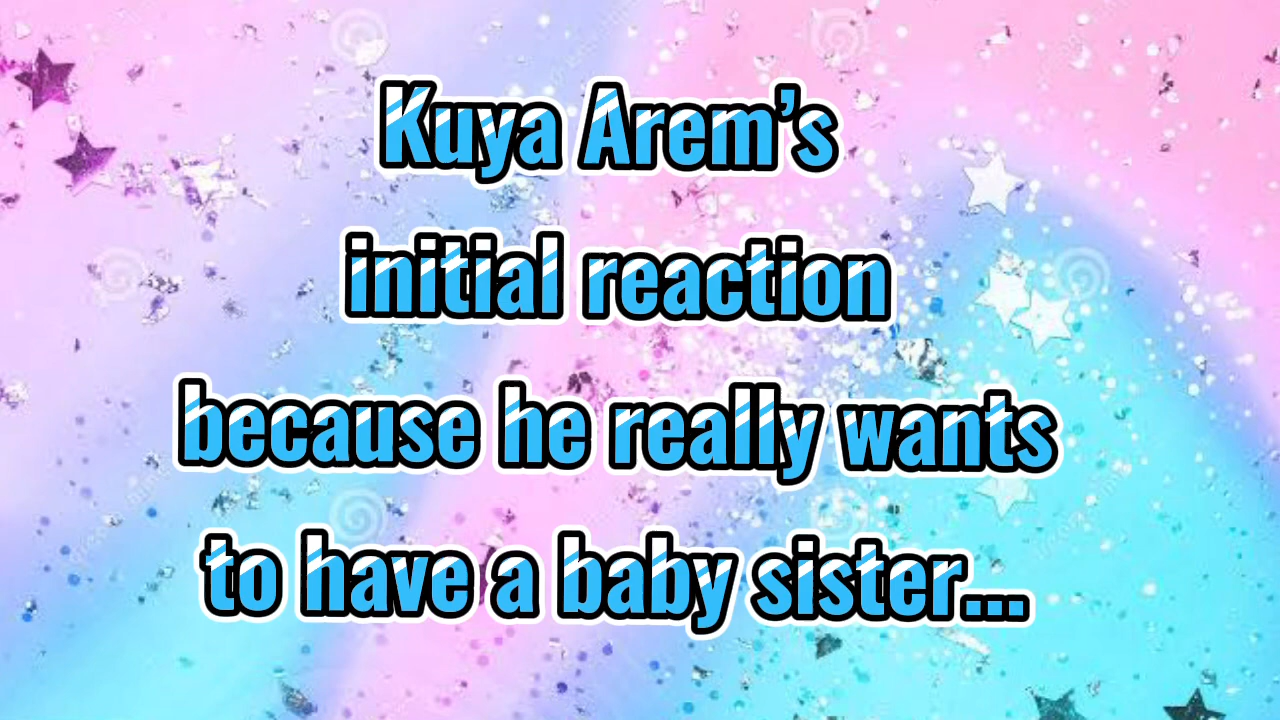 Kuya Arem's
initial reaction
because he really wants
to have a baby sister...